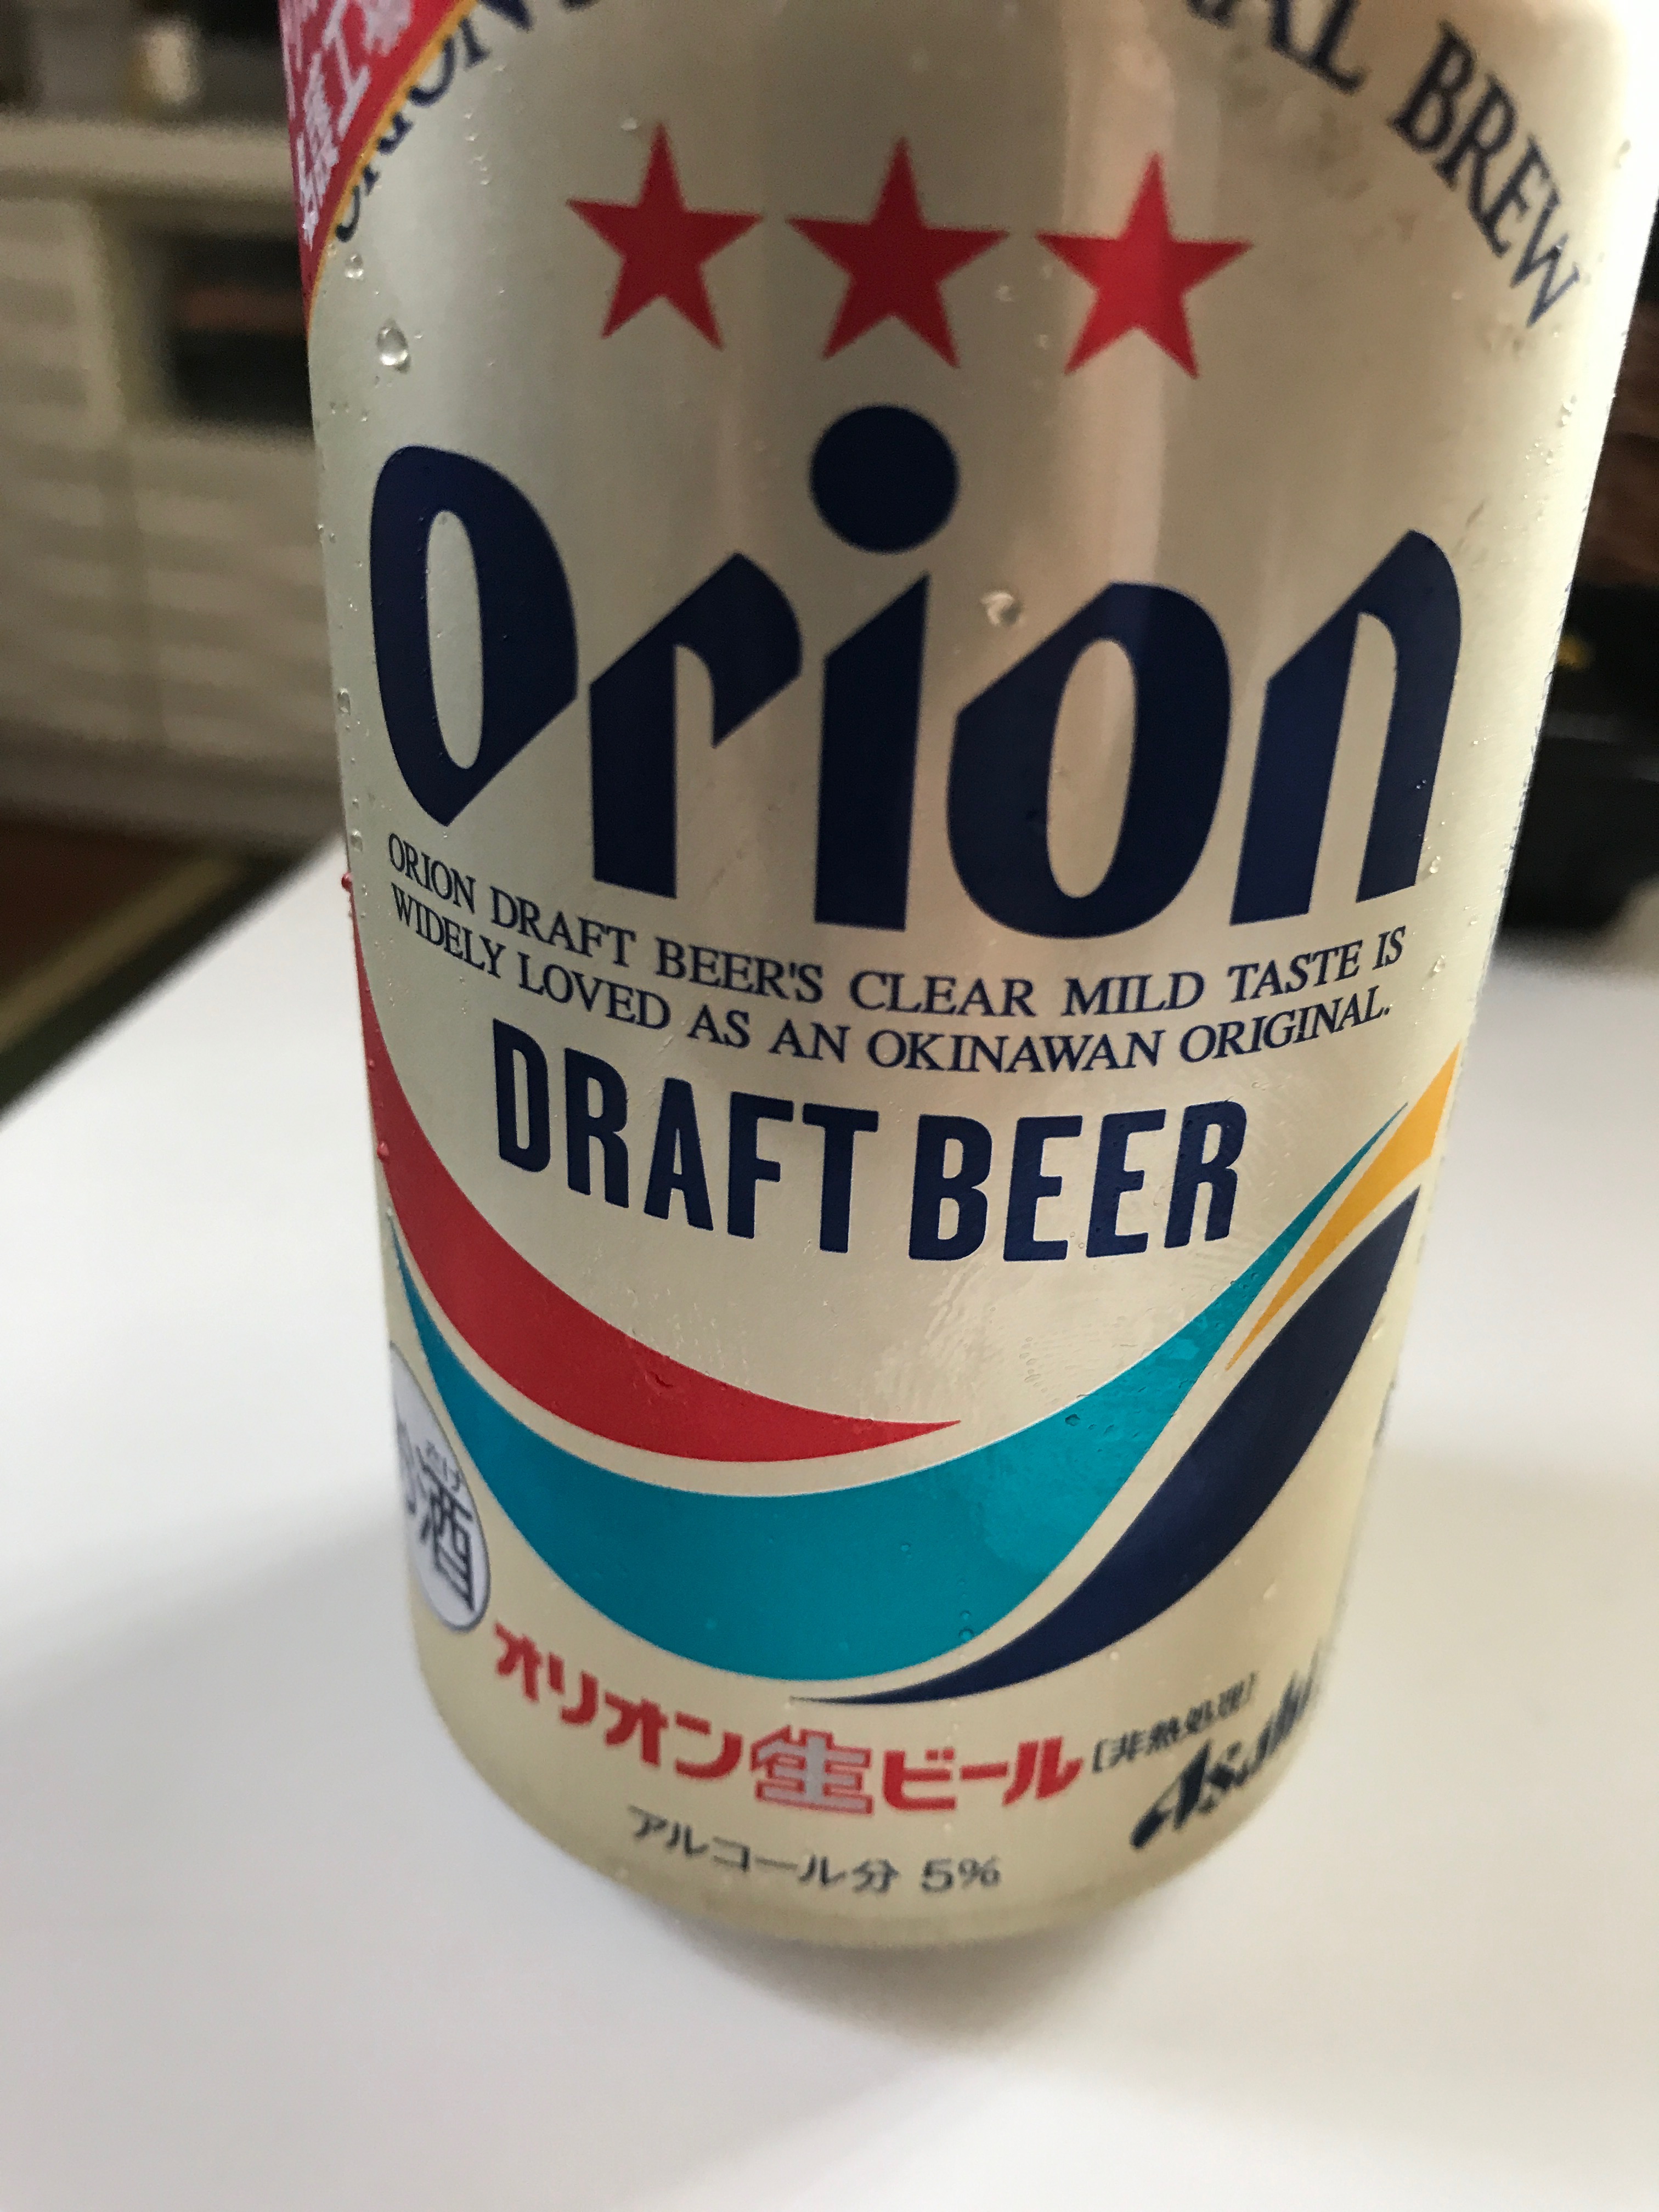 BREW
Orion
ORION DRAFT BEER'S CLEAR MILD TASTE IS
WIDELY LOVED AS AN OKINAWAN ORIGINAL.
DRAFT BEER
酒
オリオン生ビール [非熱処理]
Asahi
アルコール分 5%